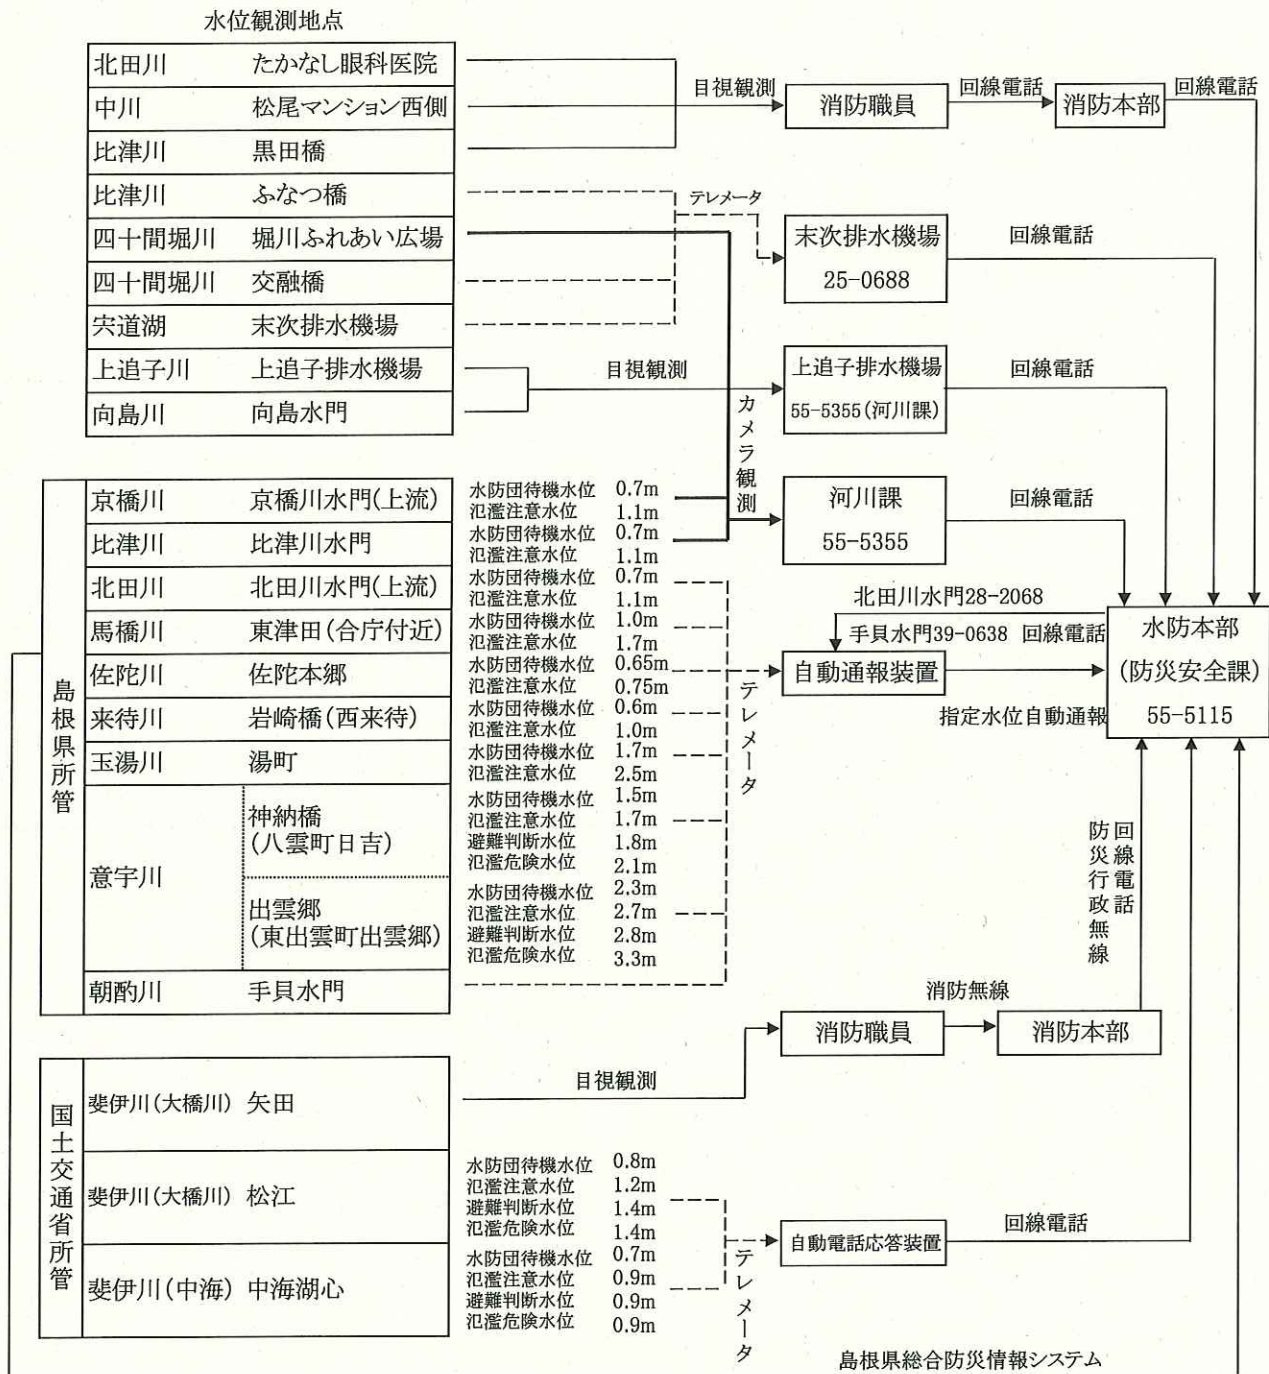 水位観測地点
北田川 たかなし眼科医院
中川 松尾マンション西側
比津川 黒田橋
比津川 ふなつ橋
四十間堀川 堀川ふれあい広場
四十間堀川 交融橋
宍道湖 末次排水機場
上追子川 上追子排水機場
向島川 向島水門
目視観測
消防職員
回線電話
消防本部
回線電話
テレメータ
末次排水機場
25-0688
回線電話
目視観測
上追子排水機場
55-5355(河川課)
回線電話
カメラ観測
河川課
55-5355
回線電話
島根県所管
京橋川 京橋川水門(上流)
水防団待機水位 0.7m
氾濫注意水位 1.1m
比津川 比津川水門
水防団待機水位 0.7m
氾濫注意水位 1.1m
北田川 北田川水門(上流)
水防団待機水位 0.7m
氾濫注意水位 1.1m
馬橋川 東津田(合庁付近)
水防団待機水位 1.0m
氾濫注意水位 1.7m
佐陀川 佐陀本郷
水防団待機水位 0.65m
氾濫注意水位 0.75m
来待川 岩崎橋(西来待)
水防団待機水位 0.6m
氾濫注意水位 1.0m
玉湯川 湯町
水防団待機水位 1.7m
氾濫注意水位 2.5m
意宇川
神納橋
(八雲町日吉)
水防団待機水位 1.5m
氾濫注意水位 1.7m
避難判断水位 1.8m
氾濫危険水位 2.1m
出雲郷
(東出雲町出雲郷)
水防団待機水位 2.3m
氾濫注意水位 2.7m
避難判断水位 2.8m
氾濫危険水位 3.3m
朝酌川 手貝水門
テレメータ
北田川水門28-2068
手貝水門39-0638 回線電話
自動通報装置
指定水位自動通報
水防本部
(防災安全課)
55-5115
回線電話
防災行政無線
消防無線
消防職員
消防本部
目視観測
国土交通省所管
斐伊川(大橋川) 矢田
斐伊川(大橋川) 松江
水防団待機水位 0.8m
氾濫注意水位 1.2m
避難判断水位 1.4m
氾濫危険水位 1.4m
斐伊川(中海) 中海湖心
水防団待機水位 0.7m
氾濫注意水位 0.9m
避難判断水位 0.9m
氾濫危険水位 0.9m
テレメータ
自動電話応答装置
回線電話
島根県総合防災情報システム